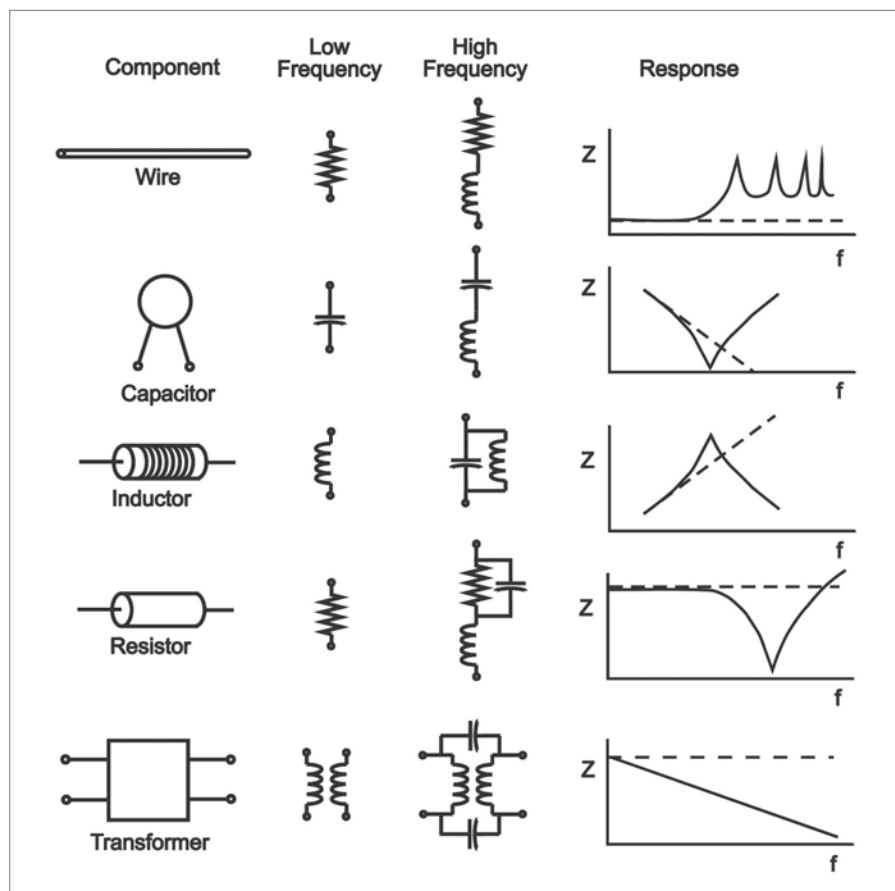 Component
Low
Frequency
High
Frequency
Response
Wire
Z
f
Capacitor
Z
f
Inductor
Z
f
Resistor
Z
f
Transformer
Z
f